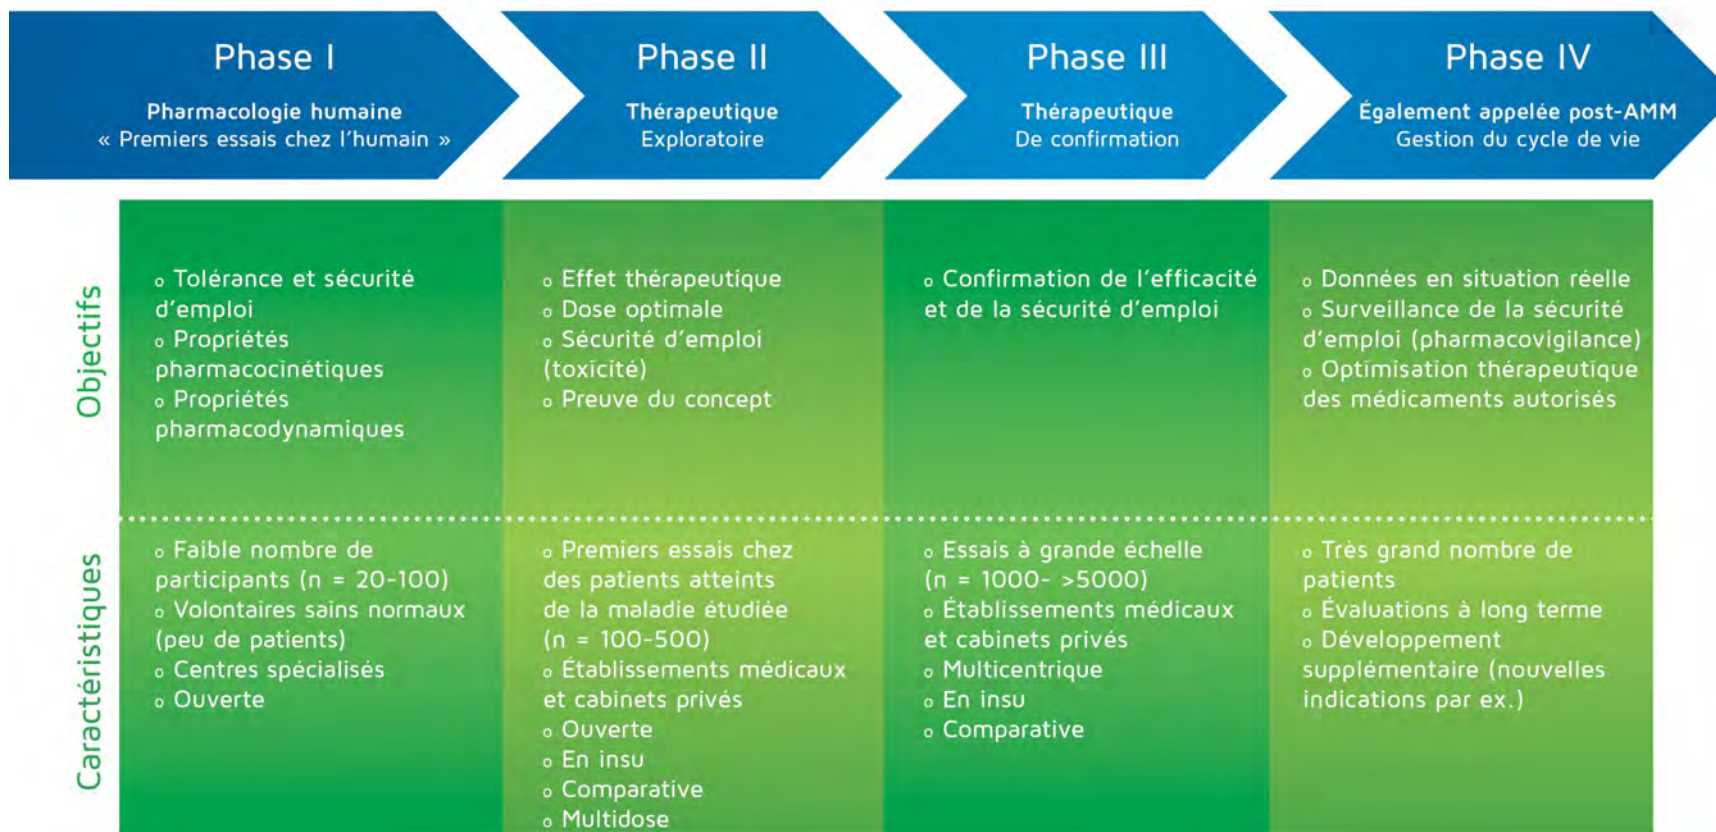 Phase I
Pharmacologie humaine
« Premiers essais chez l'humain »
Phase II
Thérapeutique
Exploratoire
Phase III
Thérapeutique
De confirmation
Phase IV
Également appelée post-AMM
Gestion du cycle de vie
Objectifs
o Tolérance et sécurité
d'emploi
o Propriétés
pharmacocinétiques
o Propriétés
pharmacodynamiques
o Effet thérapeutique
o Dose optimale
o Sécurité d'emploi
(toxicité)
o Preuve du concept
o Confirmation de l'efficacité
et de la sécurité d'emploi
o Données en situation réelle
o Surveillance de la sécurité
d'emploi (pharmacovigilance)
o Optimisation thérapeutique
des médicaments autorisés
Caractéristiques
o Faible nombre de
participants (n = 20-100)
o Volontaires sains normaux
(peu de patients)
o Centres spécialisés
o Ouverte
o Premiers essais chez
des patients atteints
de la maladie étudiée
(n = 100-500)
o Établissements médicaux
et cabinets privés
o Ouverte
o En insu
o Comparative
o Multidose
o Essais à grande échelle
(n = 1000- >5000)
o Établissements médicaux
et cabinets privés
o Multicentrique
o En insu
o Comparative
o Très grand nombre de
patients
o Évaluations à long terme
o Développement
supplémentaire (nouvelles
indications par ex.)